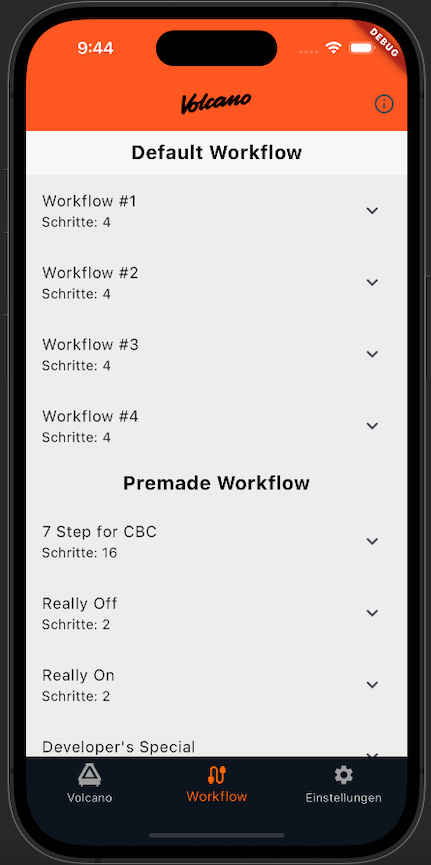 9:44
DEBUG
Volcano
Default Workflow
Workflow #1
Schritte: 4
Workflow #2
Schritte: 4
Workflow #3
Schritte: 4
Workflow #4
Schritte: 4
Premade Workflow
7 Step for CBC
Schritte: 16
Really Off
Schritte: 2
Really On
Schritte: 2
Developer's Special
Volcano
Workflow
Einstellungen